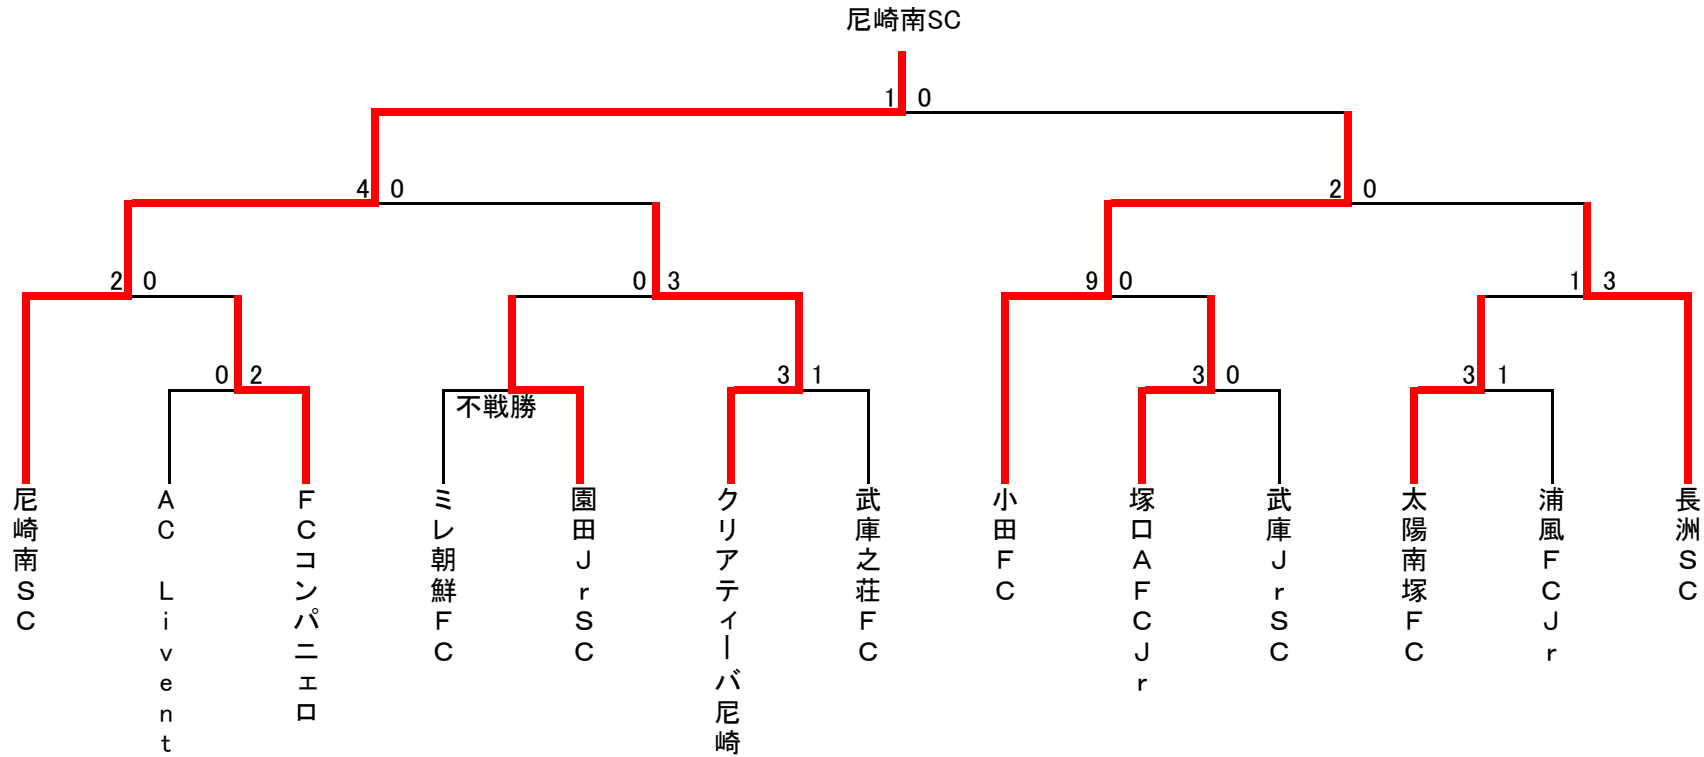 尼崎南SC
1 0
4 0
2 0
2 0
0 3
9 0
1 3
0 2
不戦勝
3 1
3 0
3 1
尼崎南SC
AC Livent
FCコンパニェロ
ミレ朝鮮FC
園田JrSC
クリアティーバ尼崎
武庫之荘FC
小田FC
塚口AFCJr
武庫JrSC
太陽南塚FC
浦風FCJr
長洲SC